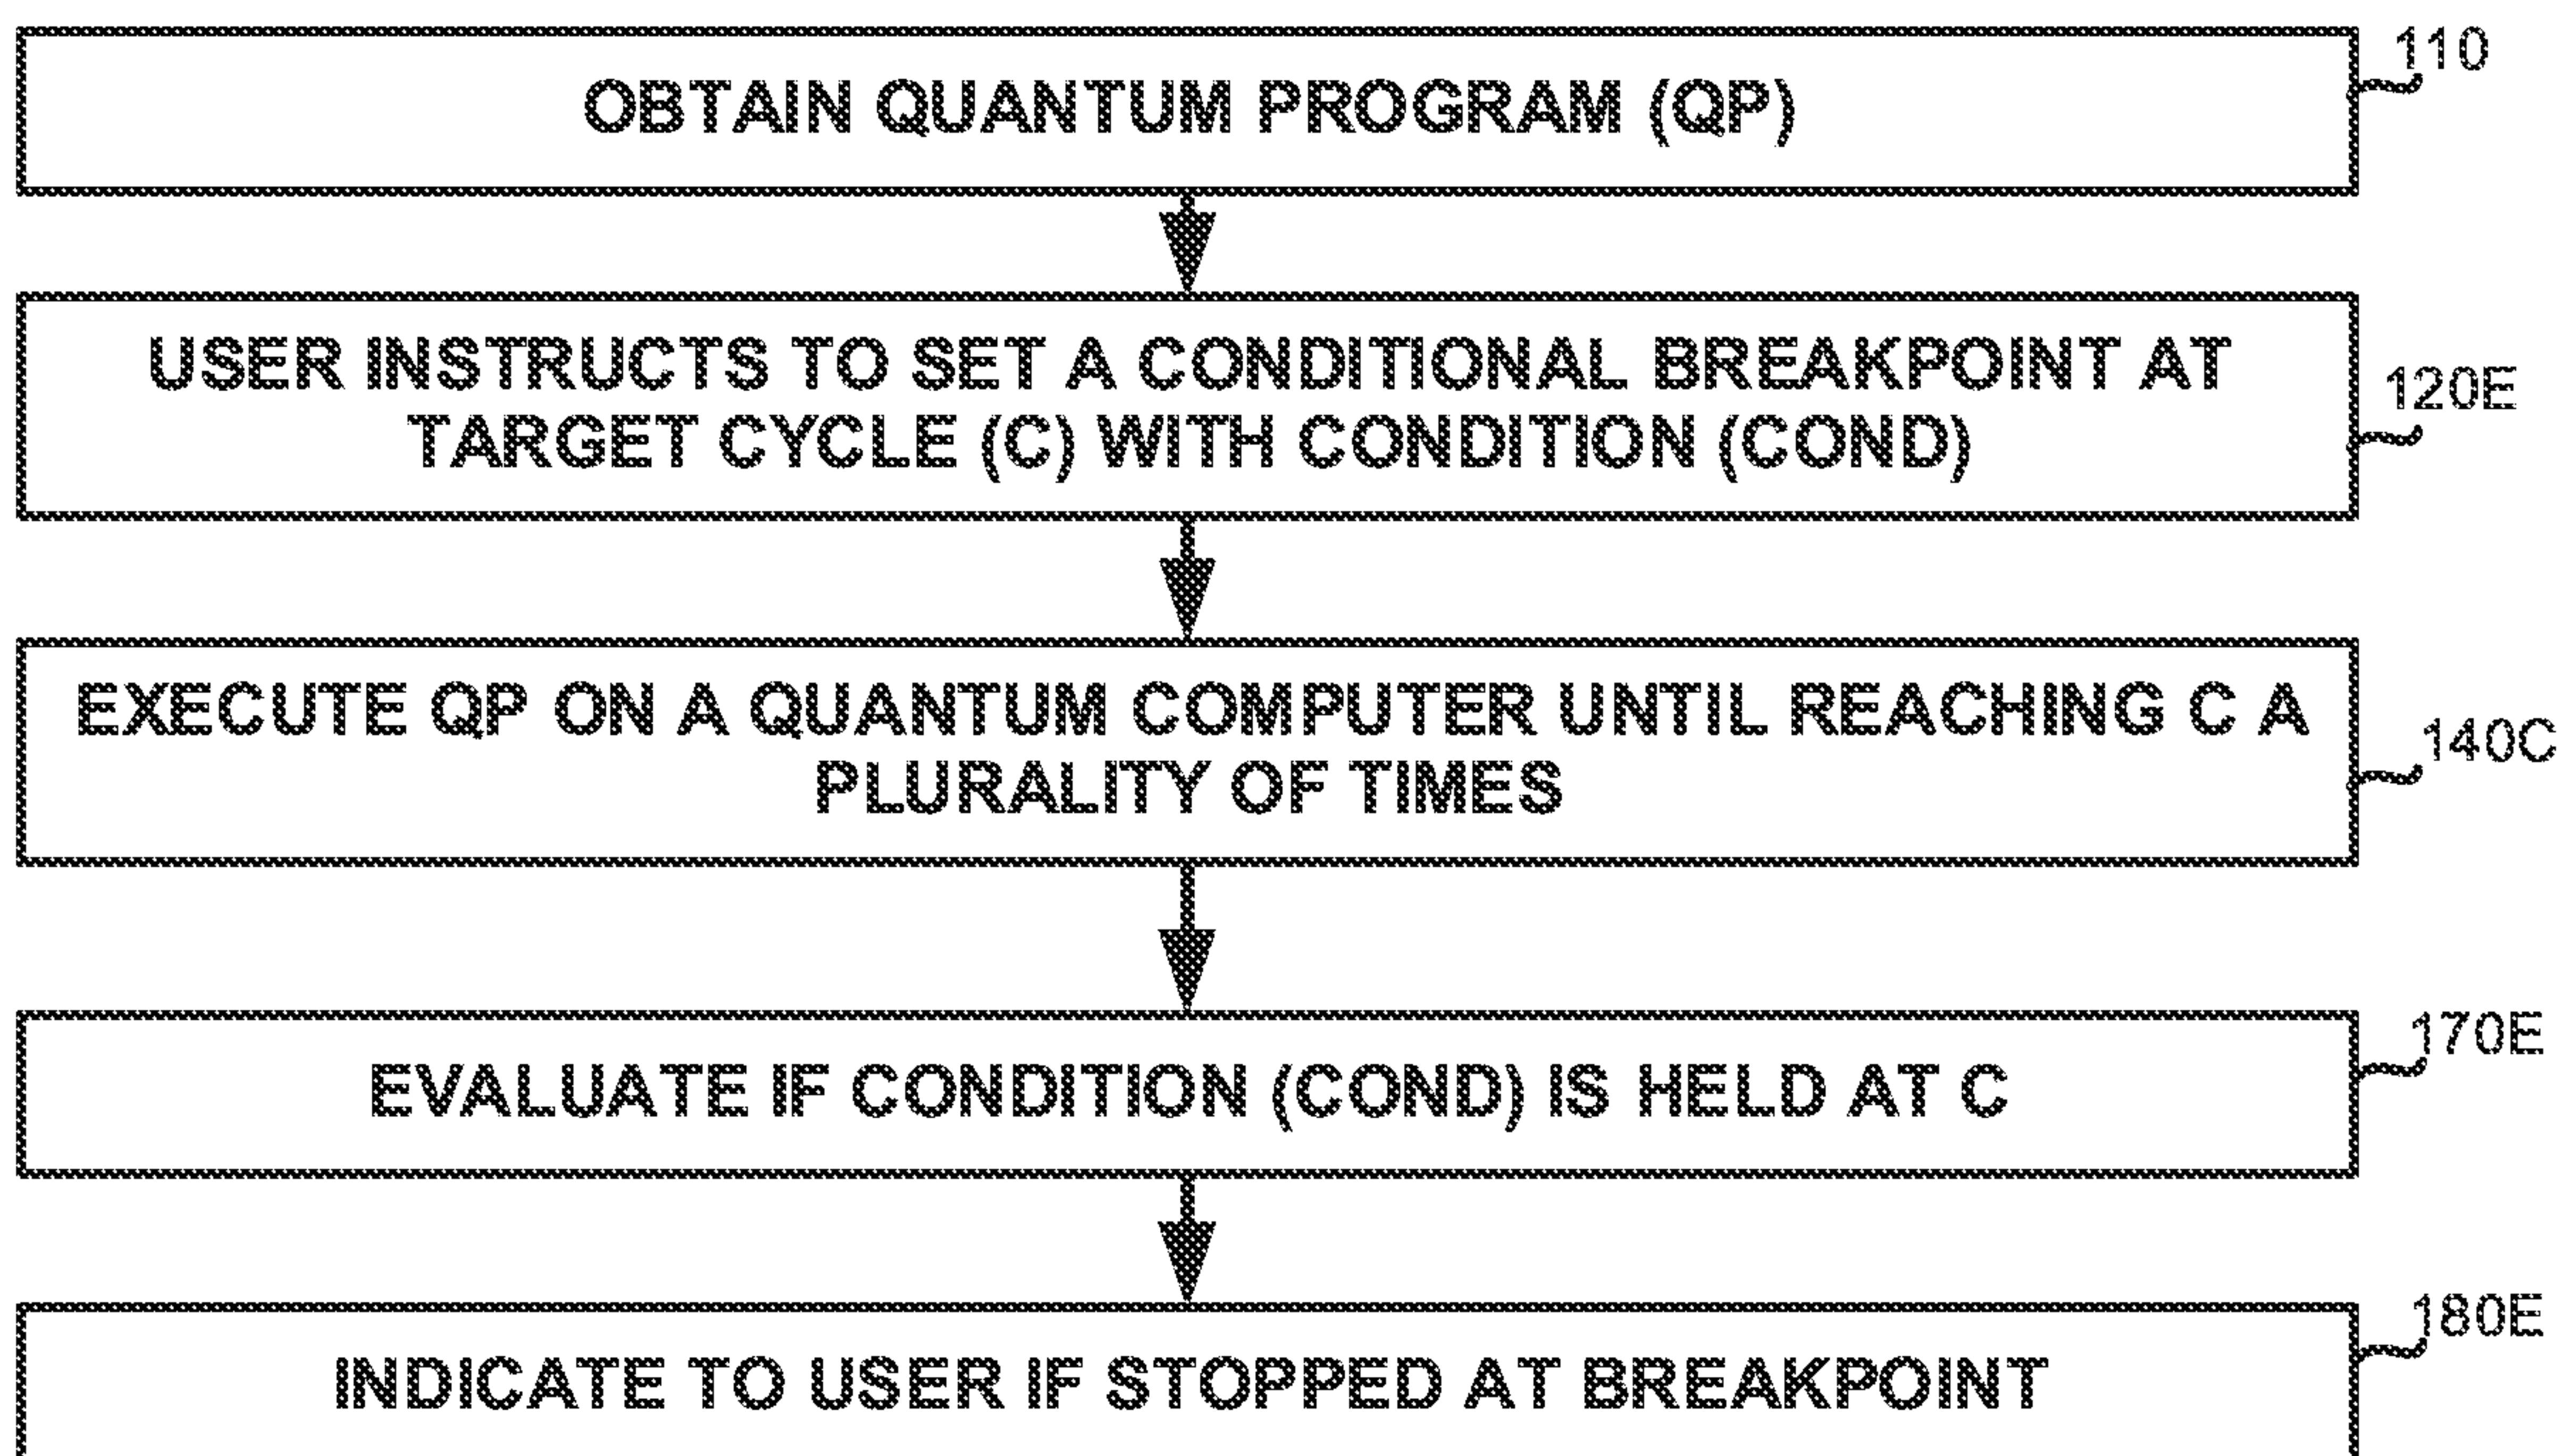 110
OBTAIN QUANTUM PROGRAM (QP)
USER INSTRUCTS TO SET A CONDITIONAL BREAKPOINT AT
TARGET CYCLE (C) WITH CONDITION (COND)
120E
EXECUTE QP ON A QUANTUM COMPUTER UNTIL REACHING C A
PLURALITY OF TIMES
140C
EVALUATE IF CONDITION (COND) IS HELD AT C
170E
INDICATE TO USER IF STOPPED AT BREAKPOINT
180E